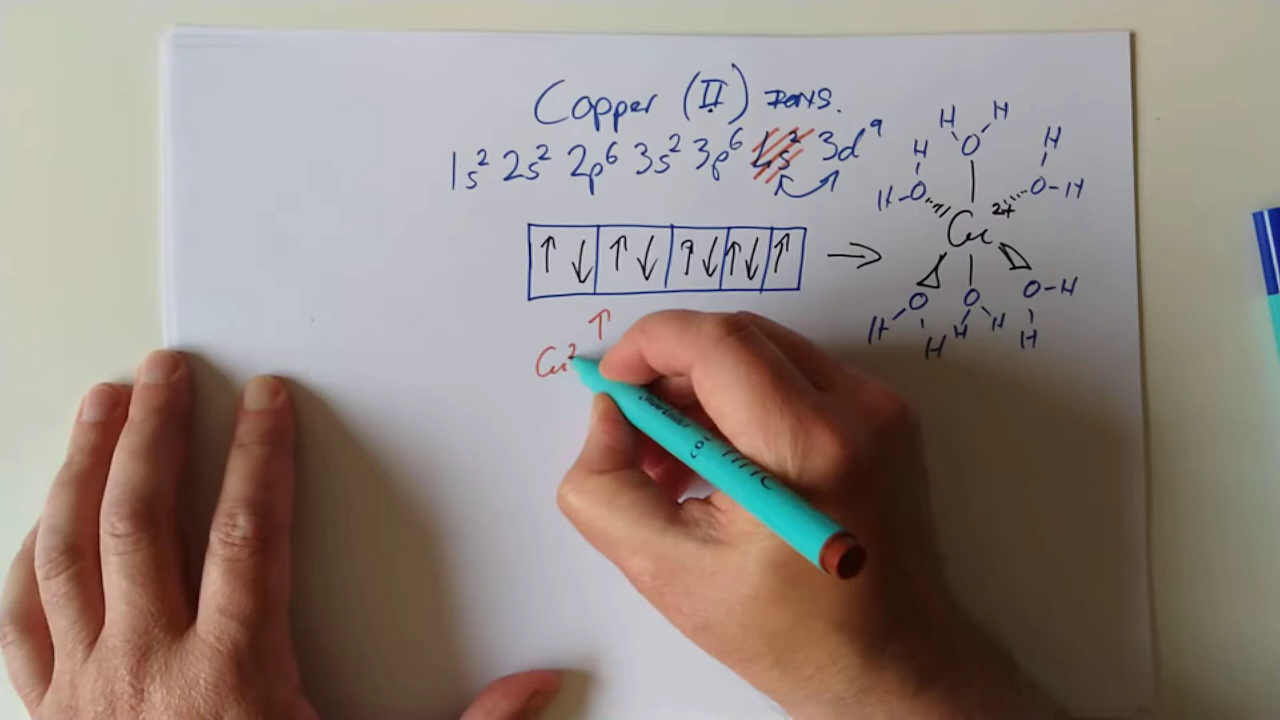 Copper (II) IONS.
1s² 2s² 2p⁶ 3s² 3p⁶ 4s² 3d⁹
↑↓ ↑↓ ↑↓ ↑↓ ↑ →
H H
O
H
H-O
H
O-H
Cu 2+
O
H H
O
H H
O-H
H
↑
Cu²